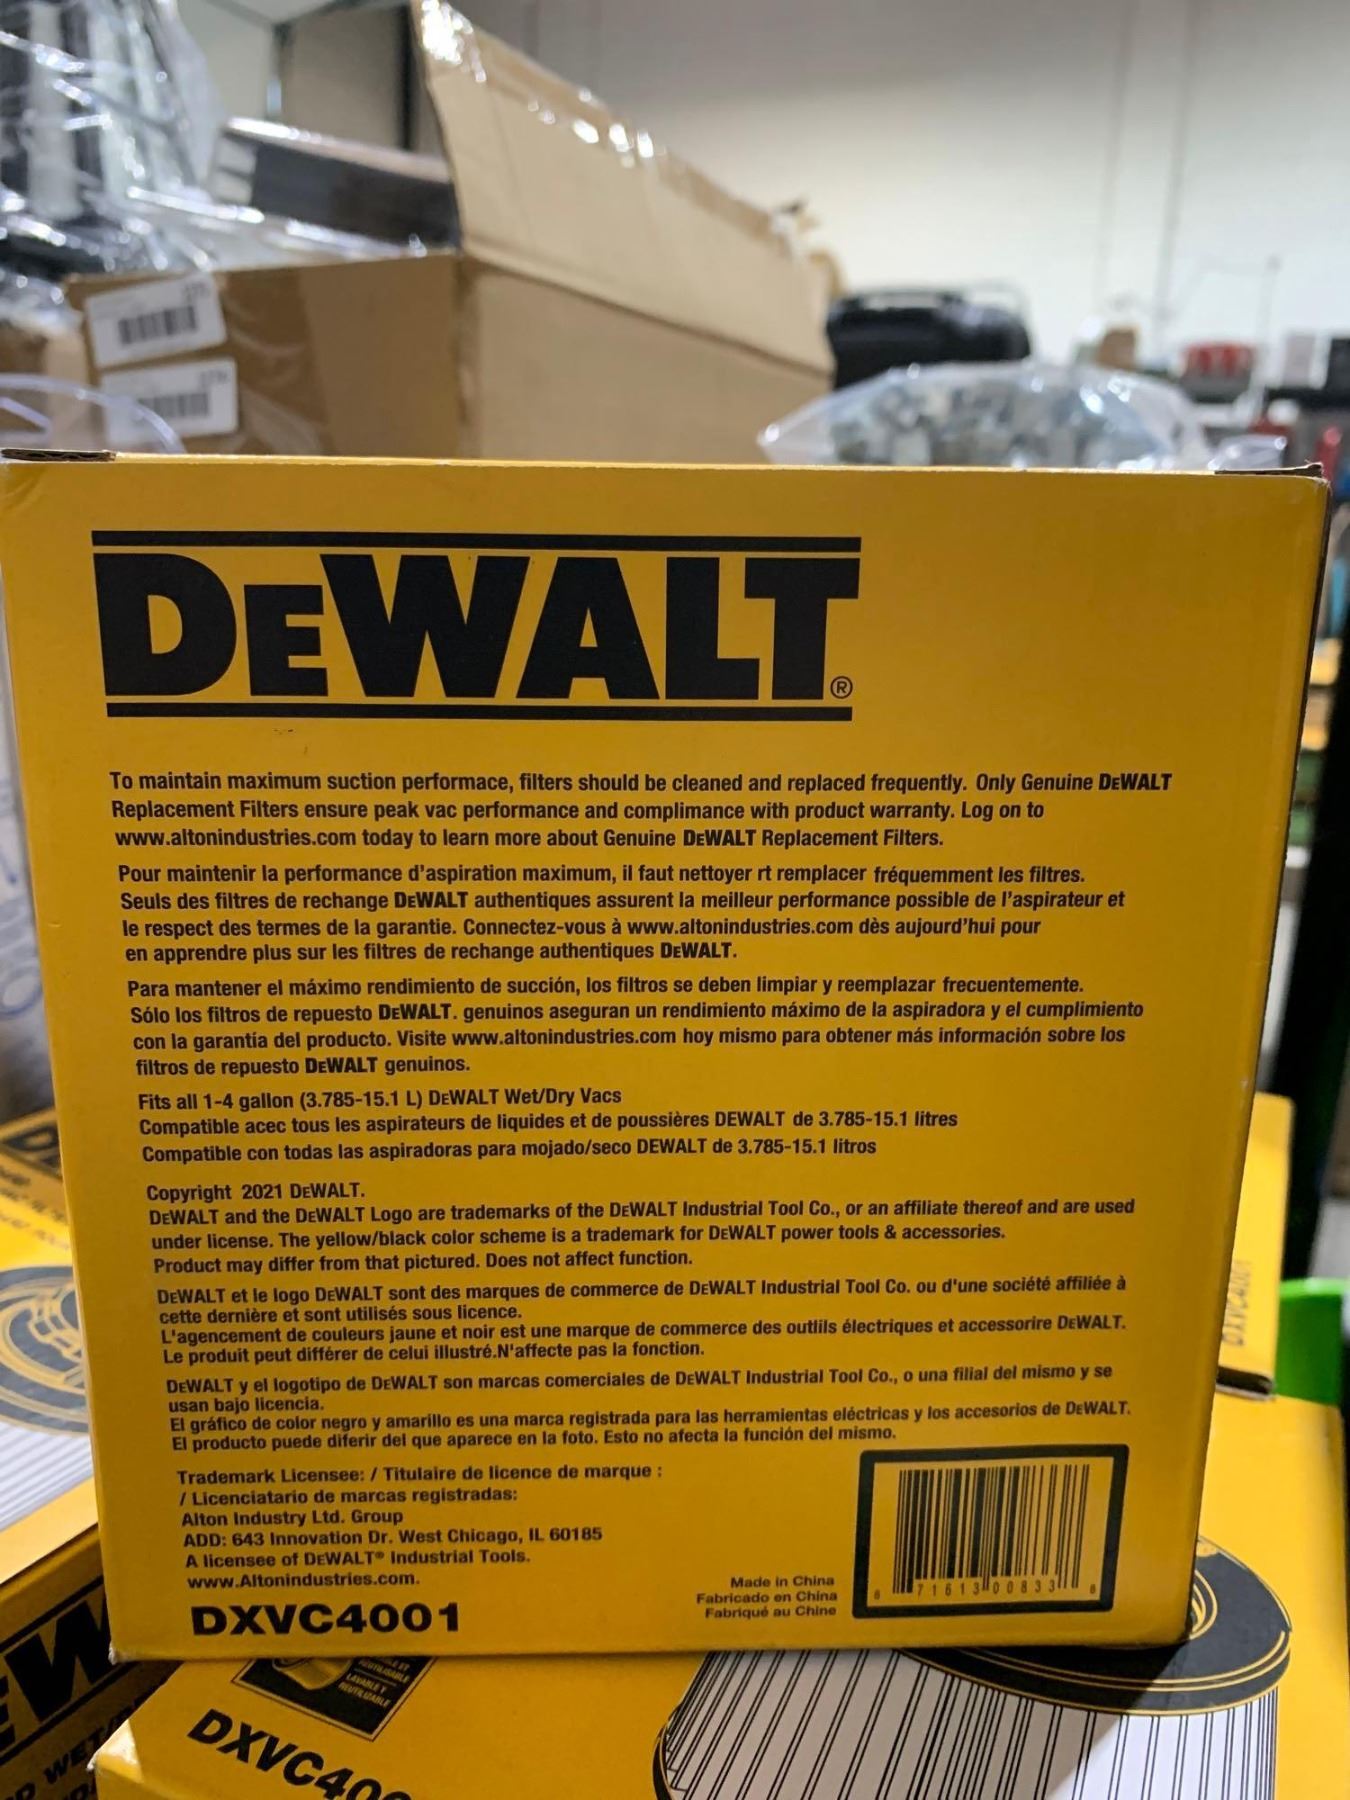 DEWALT®
To maintain maximum suction performace, filters should be cleaned and replaced frequently. Only Genuine DEWALT
Replacement Filters ensure peak vac performance and complimance with product warranty. Log on to
www.altonindustries.com today to learn more about Genuine DEWALT Replacement Filters.
Pour maintenir la performance d'aspiration maximum, il faut nettoyer rt remplacer fréquemment les filtres.
Seuls des filtres de rechange DEWALT authentiques assurent la meilleur performance possible de l'aspirateur et
le respect des termes de la garantie. Connectez-vous à www.altonindustries.com dès aujourd'hui pour
en apprendre plus sur les filtres de rechange authentiques DEWALT.
Para mantener el máximo rendimiento de succión, los filtros se deben limpiar y reemplazar frecuentemente.
Sólo los filtros de repuesto DEWALT. genuinos aseguran un rendimiento máximo de la aspiradora y el cumplimiento
con la garantía del producto. Visite www.altonindustries.com hoy mismo para obtener más información sobre los
filtros de repuesto DEWALT genuinos.
Fits all 1-4 gallon (3.785-15.1 L) DEWALT Wet/Dry Vacs
Compatible acec tous les aspirateurs de liquides et de poussières DEWALT de 3.785-15.1 litres
Compatible con todas las aspiradoras para mojado/seco DEWALT de 3.785-15.1 litros
Copyright 2021 DEWALT.
DEWALT and the DEWALT Logo are trademarks of the DEWALT Industrial Tool Co., or an affiliate thereof and are used
under license. The yellow/black color scheme is a trademark for DEWALT power tools & accessories.
Product may differ from that pictured. Does not affect function.
DEWALT et le logo DEWALT sont des marques de commerce de DEWALT Industrial Tool Co. ou d'une société affiliée à
cette dernière et sont utilisés sous licence.
L'agencement de couleurs jaune et noir est une marque de commerce des outlils électriques et accessorire DEWALT.
Le produit peut différer de celui illustré.N'affecte pas la fonction.
DEWALT y el logotipo de DEWALT son marcas comerciales de DEWALT Industrial Tool Co., o una filial del mismo y se
usan bajo licencia.
El gráfico de color negro y amarillo es una marca registrada para las herramientas eléctricas y los accesorios de DEWALT.
El producto puede diferir del que aparece en la foto. Esto no afecta la función del mismo.
Trademark Licensee: / Titulaire de licence de marque :
/ Licenciatario de marcas registradas:
Alton Industry Ltd. Group
ADD: 643 Innovation Dr. West Chicago, IL 60185
A licensee of DEWALT® Industrial Tools.
www.Altonindustries.com.
DXVC4001
Made in China
Fabricado en China
Fabriqué au Chine
6 71613 00833 8
DXVC4001
LAVABLE Y
REUTILIZABLE
DXVC400